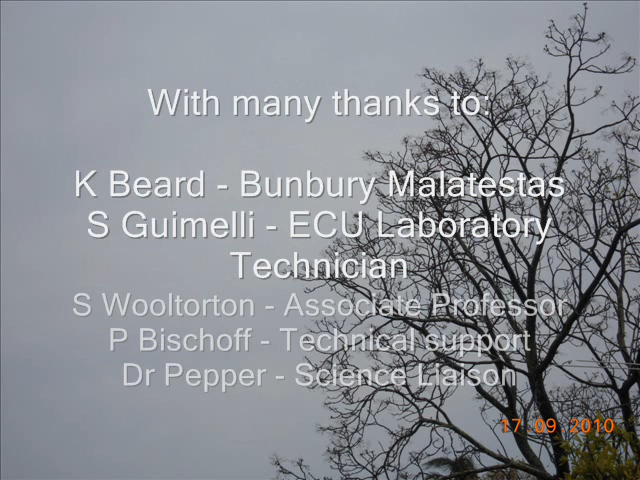 With many thanks to:
K Beard - Bunbury Malatestas
S Guimelli - ECU Laboratory
Technician
S Wooltorton - Associate Professor
P Bischoff - Technical support
Dr Pepper - Science Liaison
17 09 2010